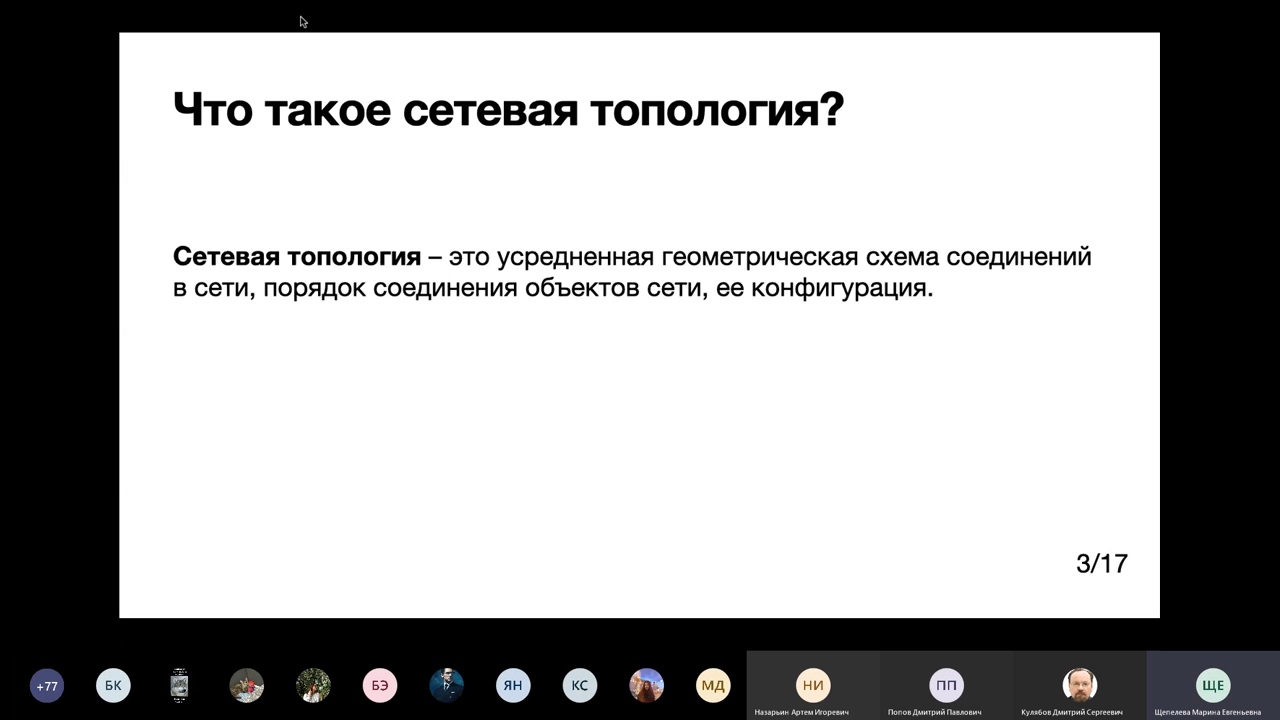 Что такое сетевая топология?
Сетевая топология – это усредненная геометрическая схема соединений
в сети, порядок соединения объектов сети, ее конфигурация.
3/17
+77
БК
БЭ
ЯН
КС
МД
НИ
ПП
ЩЕ
Назарьин Артем Игоревич
Попов Дмитрий Павлович
Кулябов Дмитрий Сергеевич
Щепелева Марина Евгеньевна